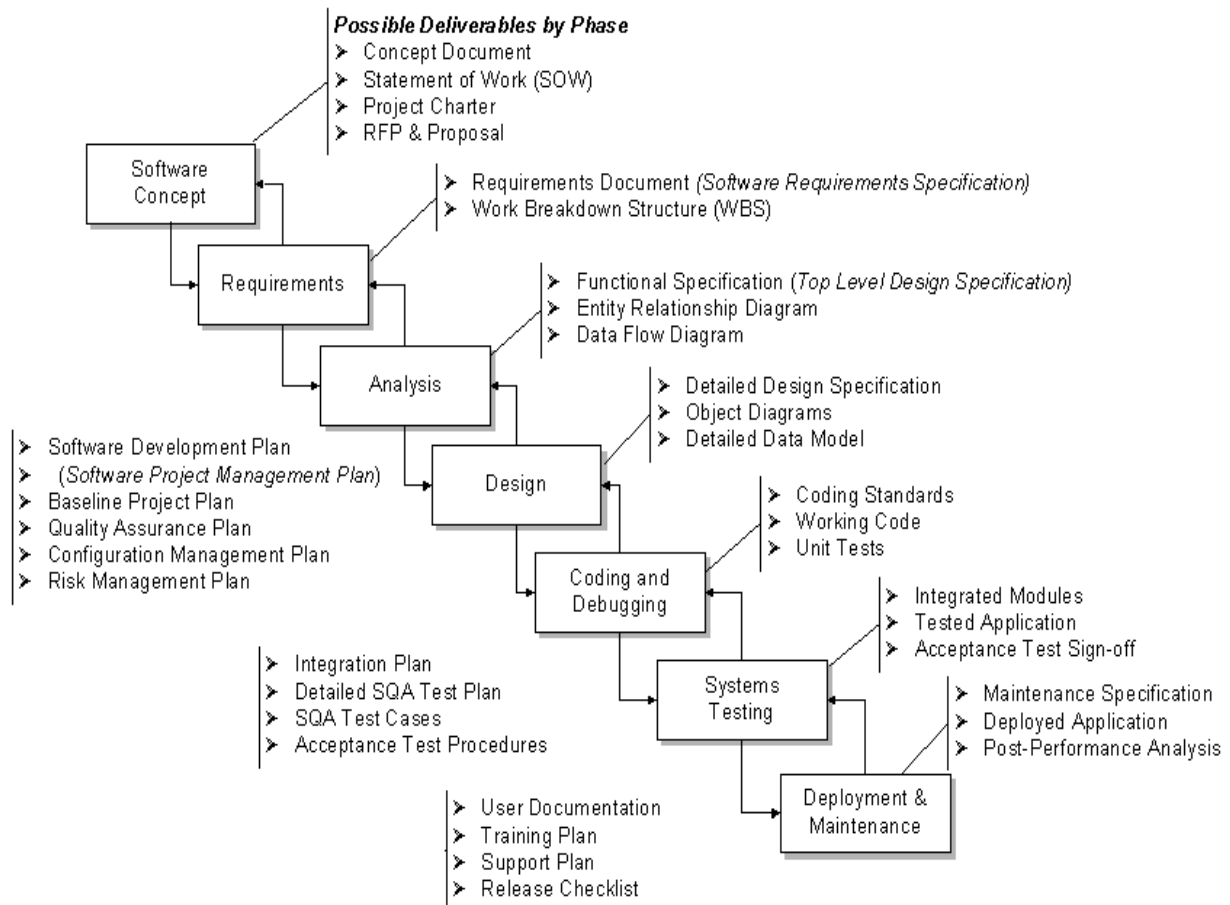 Possible Deliverables by Phase
➤ Concept Document
➤ Statement of Work (SOW)
➤ Project Charter
➤ RFP & Proposal
Software
Concept
➤ Requirements Document (Software Requirements Specification)
➤ Work Breakdown Structure (WBS)
Requirements
➤ Functional Specification (Top Level Design Specification)
➤ Entity Relationship Diagram
➤ Data Flow Diagram
Analysis
➤ Detailed Design Specification
➤ Object Diagrams
➤ Detailed Data Model
➤ Software Development Plan
➤ (Software Project Management Plan)
➤ Baseline Project Plan
➤ Quality Assurance Plan
➤ Configuration Management Plan
➤ Risk Management Plan
Design
➤ Coding Standards
➤ Working Code
➤ Unit Tests
Coding and
Debugging
➤ Integrated Modules
➤ Tested Application
➤ Acceptance Test Sign-off
➤ Integration Plan
➤ Detailed SQA Test Plan
➤ SQA Test Cases
➤ Acceptance Test Procedures
Systems
Testing
➤ Maintenance Specification
➤ Deployed Application
➤ Post-Performance Analysis
Deployment &
Maintenance
➤ User Documentation
➤ Training Plan
➤ Support Plan
➤ Release Checklist